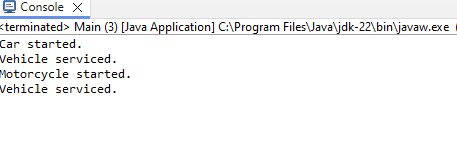 Console
<terminated> Main (3) [Java Application] C:\Program Files\Java\jdk-22\bin\javaw.exe (
Car started.
Vehicle serviced.
Motorcycle started.
Vehicle serviced.